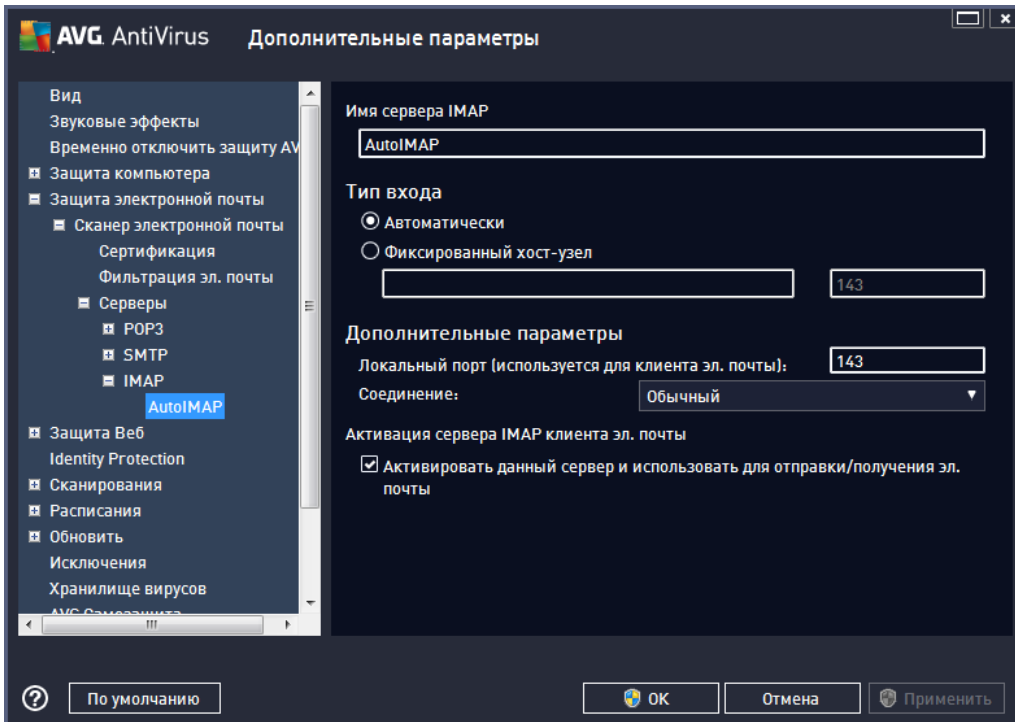 AVG AntiVirus Дополнительные параметры
Вид
Звуковые эффекты
Временно отключить защиту AV
Защита компьютера
Защита электронной почты
Сканер электронной почты
Сертификация
Фильтрация эл. почты
Серверы
POP3
SMTP
IMAP
AutoIMAP
Защита Веб
Identity Protection
Сканирования
Расписания
Обновить
Исключения
Хранилище вирусов
AVG Самозащита
Имя сервера IMAP
AutoIMAP
Тип входа
Автоматически
Фиксированный хост-узел
143
Дополнительные параметры
Локальный порт (используется для клиента эл. почты): 143
Соединение: Обычный
Активация сервера IMAP клиента эл. почты
Активировать данный сервер и использовать для отправки/получения эл.
почты
? По умолчанию OK Отмена Применить